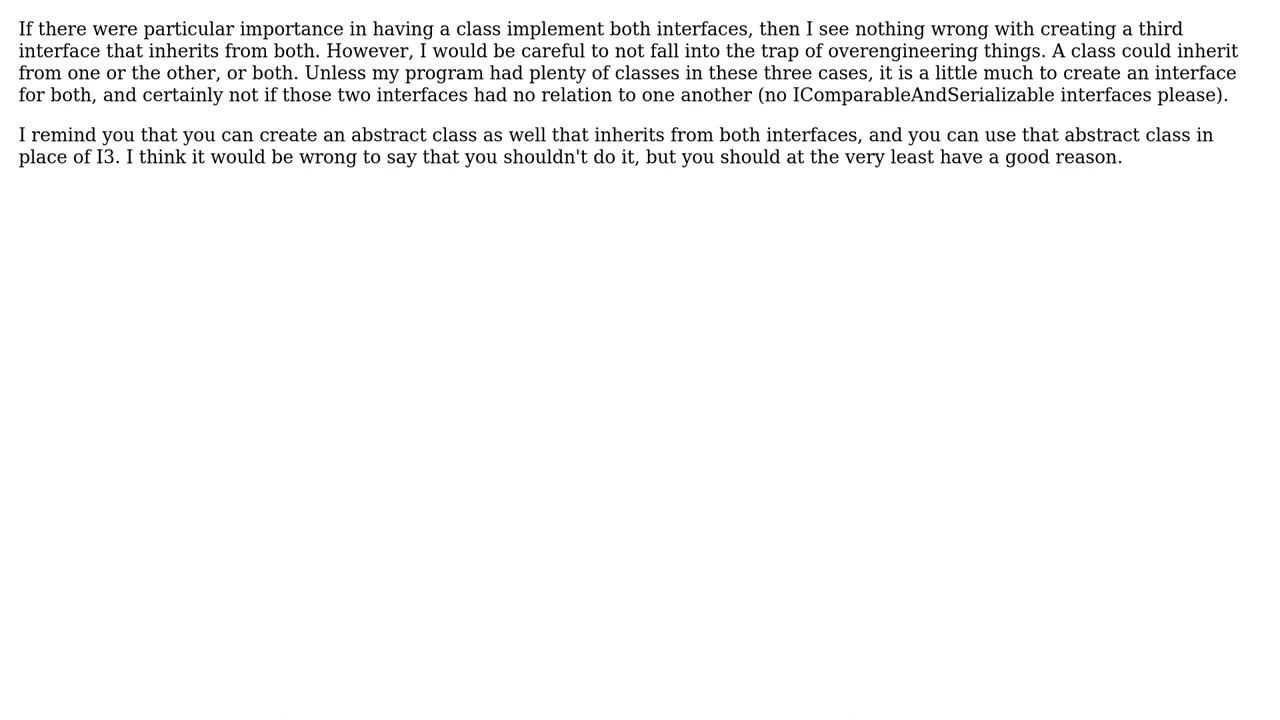 If there were particular importance in having a class implement both interfaces, then I see nothing wrong with creating a third
interface that inherits from both. However, I would be careful to not fall into the trap of overengineering things. A class could inherit
from one or the other, or both. Unless my program had plenty of classes in these three cases, it is a little much to create an interface
for both, and certainly not if those two interfaces had no relation to one another (no IComparableAndSerializable interfaces please).
I remind you that you can create an abstract class as well that inherits from both interfaces, and you can use that abstract class in
place of I3. I think it would be wrong to say that you shouldn't do it, but you should at the very least have a good reason.